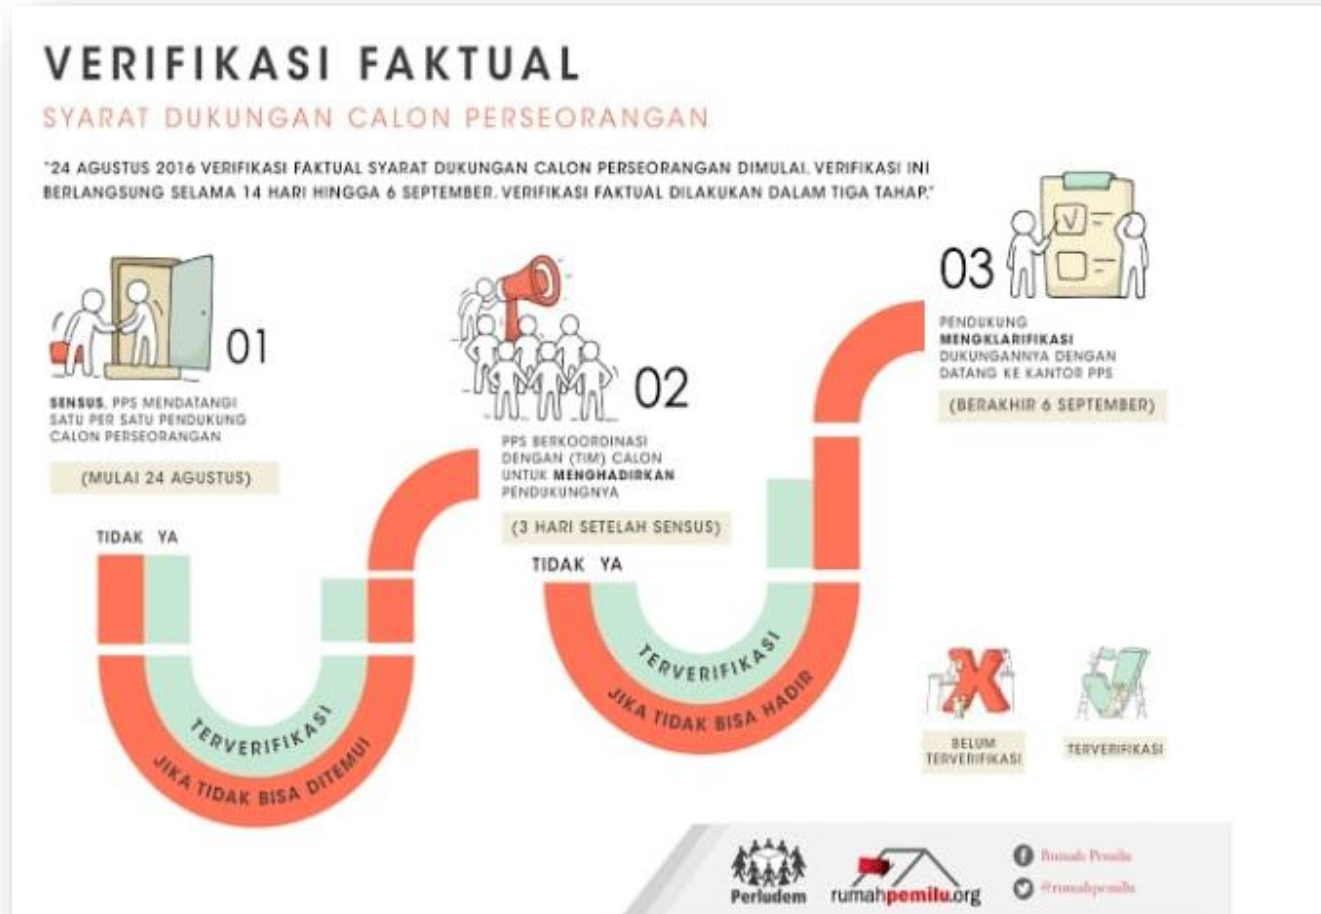 VERIFIKASI FAKTUAL
SYARAT DUKUNGAN CALON PERSEORANGAN
"24 AGUSTUS 2016 VERIFIKASI FAKTUAL SYARAT DUKUNGAN CALON PERSEORANGAN DIMULAI. VERIFIKASI INI
BERLANGSUNG SELAMA 14 HARI HINGGA 6 SEPTEMBER. VERIFIKASI FAKTUAL DILAKUKAN DALAM TIGA TAHAP."
01
SENSUS, PPS MENDATANGI
SATU PER SATU PENDUKUNG
CALON PERSEORANGAN
(MULAI 24 AGUSTUS)
TIDAK YA
TERVERIFIKASI
JIKA TIDAK BISA DITEMUI
02
PPS BERKOORDINASI
DENGAN (TIM) CALON
UNTUK MENGHADIRKAN
PENDUKUNGNYA
(3 HARI SETELAH SENSUS)
TIDAK YA
TERVERIFIKASI
JIKA TIDAK BISA HADIR
03
PENDUKUNG
MENGKLARIFIKASI
DUKUNGANNYA DENGAN
DATANG KE KANTOR PPS
(BERAKHIR 6 SEPTEMBER)
BELUM
TERVERIFIKASI
TERVERIFIKASI
Perludem
rumahpemilu.org
Rumah Pemilu
@rumahpemilu